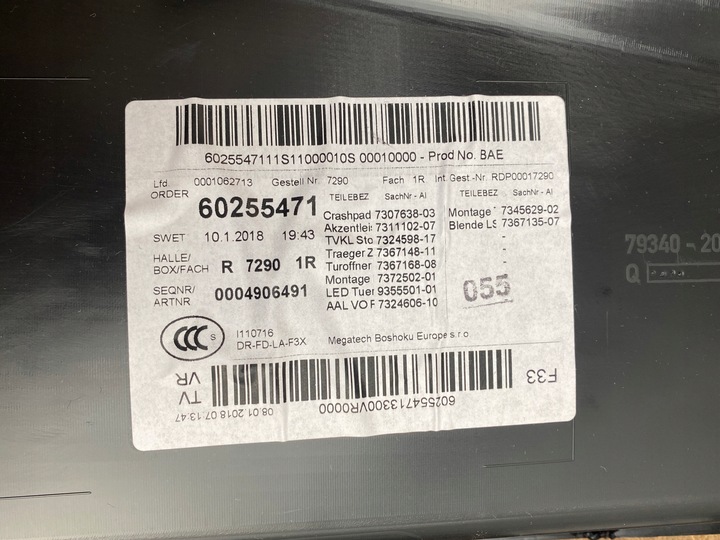 6025547111S11000010S 00010000 - Prod No. BAE
Lfd 0001062713 Gestell Nr. 7290 Fach 1R Int.Gest -Nr. RDP00017290
ORDER 60255471
SWET 10.1.2018 19:43
HALLE/
BOX/FACH R 7290 1R
SEQNR/
ARTNR 0004906491
TEILEBEZ SachNr - AI
Crashpad 7307638-03
Akzentlei 7311102-07
TVKL Sto 7324598-17
Traeger Z 7367148-11
Turoffner 7367168-08
Montage 7372502-01
LED Tuer 9355501-01
AAL VO F 7324606-10
TEILEBEZ SachNr - AI
Montage 7345629-02
Blende LS 7367135-07
-
-
-
055
CCC S
I110716
DR-FD-LA-F3X Megatech Boshoku Europe s.r.o
TV
VR
08.01.2018 07:13:47
602554713300VR0000
F33
79340-20
Q